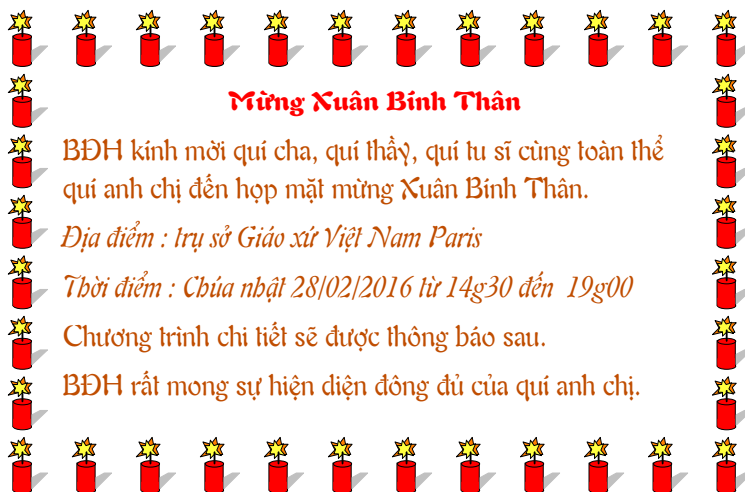 Mừng Xuân Bính Thân
BĐH kính mời quí cha, quí thầy, quí tu sĩ cùng toàn thể
quí anh chị đến họp mặt mừng Xuân Bính Thân.
Địa điểm : trụ sở Giáo xứ Việt Nam Paris
Thời điểm : Chúa nhật 28/02/2016 từ 14g30 đến  19g00
Chương trình chi tiết sẽ được thông báo sau.
BĐH rất mong sự hiện diện đông đủ của quí anh chị.